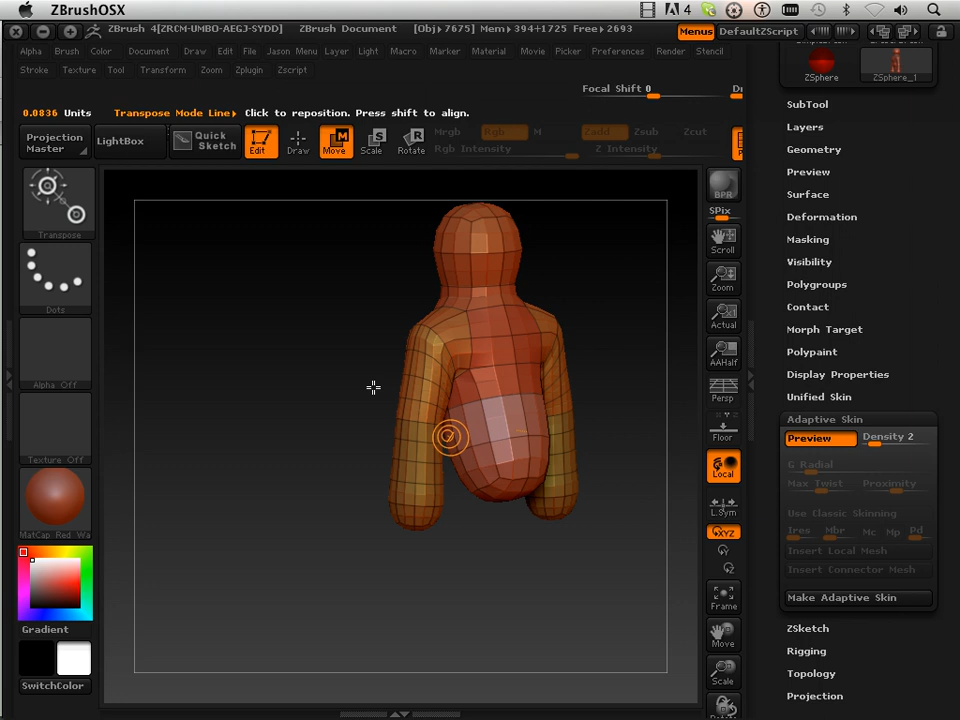 ZBrushOSX
4
ZBrush 4[ZRCM-UMBO-AEGJ-SYDD] ZBrush Document [Obj▸7675] Mem▸394+1725 Free▸2693
Menus DefaultZScript
Alpha Brush Color Document Draw Edit File Jason Menu Layer Light Macro Marker Material Movie Picker Preferences Render Stencil
Stroke Texture Tool Transform Zoom Zplugin Zscript
Focal Shift 0
0.0836 Units Transpose Mode Line▸ Click to reposition. Press shift to align.
Projection Master
LightBox
Quick Sketch
Edit Draw Move Scale Rotate
Mrgb Rgb M
Zadd Zsub Zcut
Rgb Intensity
Z Intensity
Transpose
Dots
Alpha Off
Texture Off
MatCap Red Wa
Gradient
SwitchColor
BPR
SPix
Scroll
Zoom
Actual
AAHalf
Persp
Floor
Local
L.Sym
XYZ
Y
Z
Frame
Move
Scale
ZSphere ZSphere_1
SubTool
Layers
Geometry
Preview
Surface
Deformation
Masking
Visibility
Polygroups
Contact
Morph Target
Polypaint
Display Properties
Unified Skin
Adaptive Skin
Preview Density 2
G Radial
Max Twist Proximity
Use Classic Skinning
Ires Mbr Mc Mp Pd
Insert Local Mesh
Insert Connector Mesh
Make Adaptive Skin
ZSketch
Rigging
Topology
Projection